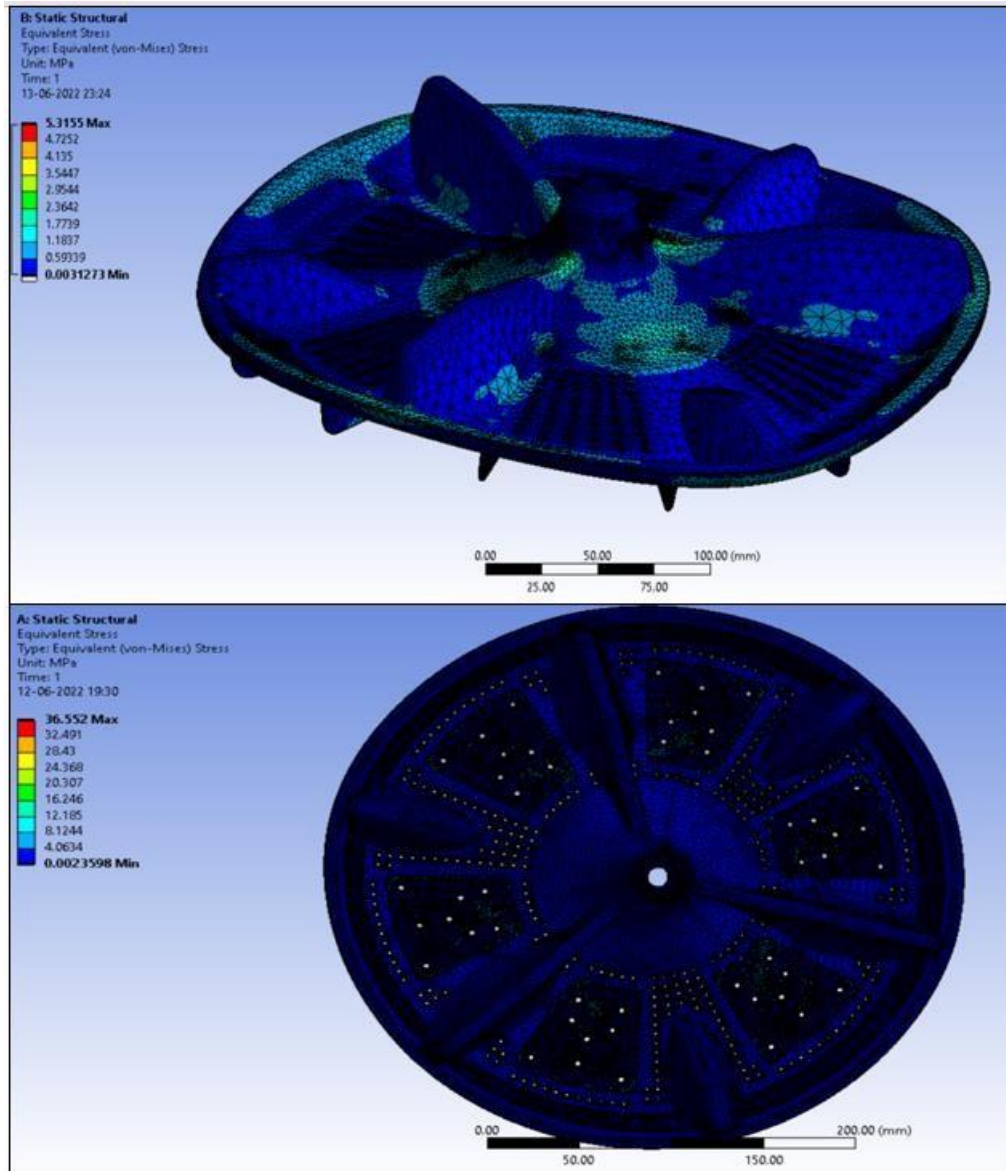 B: Static Structural
Equivalent Stress
Type: Equivalent (von-Mises) Stress
Unit: MPa
Time: 1
13-06-2022 23:24
5.3155 Max
4.7252
4.135
3.5447
2.9544
2.3642
1.7739
1.1837
0.59339
0.0031273 Min
0.00 50.00 100.00 (mm)
25.00 75.00
A: Static Structural
Equivalent Stress
Type: Equivalent (von-Mises) Stress
Unit: MPa
Time: 1
12-06-2022 19:30
36.552 Max
32.491
28.43
24.368
20.307
16.246
12.185
8.1244
4.0634
0.0023598 Min
0.00 200.00 (mm)
50.00 150.00